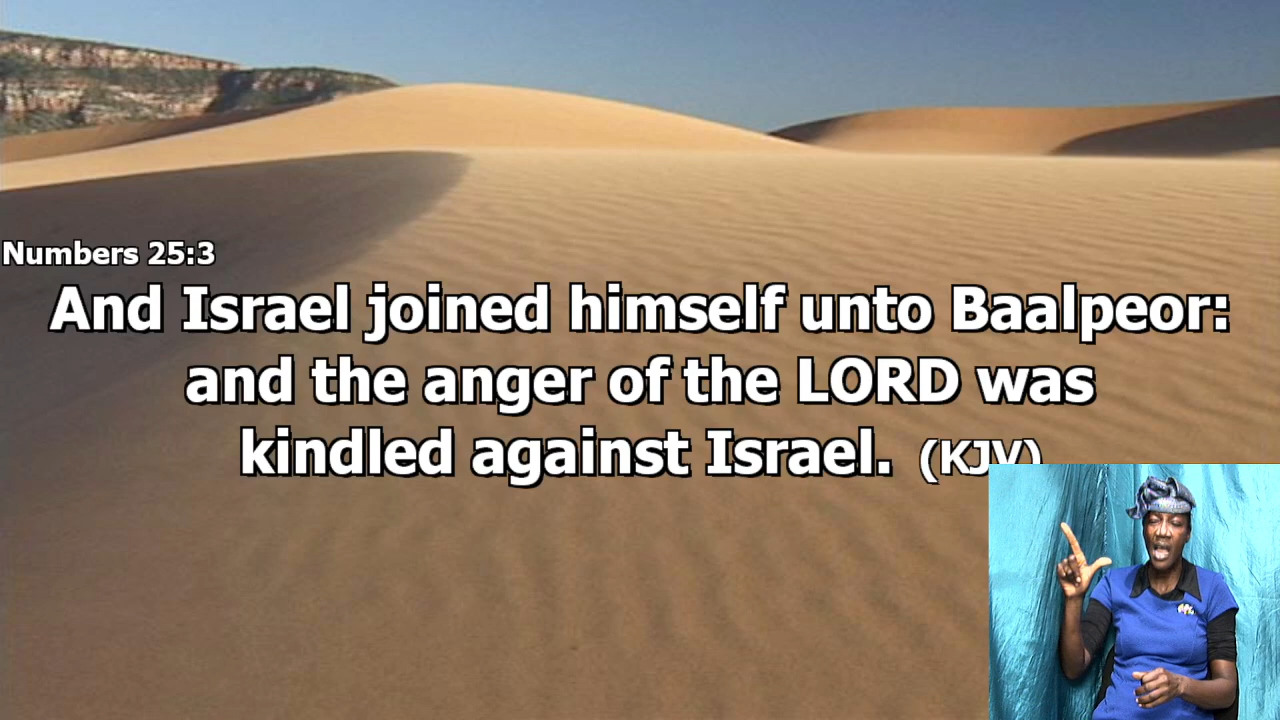 Numbers 25:3
And Israel joined himself unto Baalpeor:
and the anger of the LORD was
kindled against Israel. (KJV)